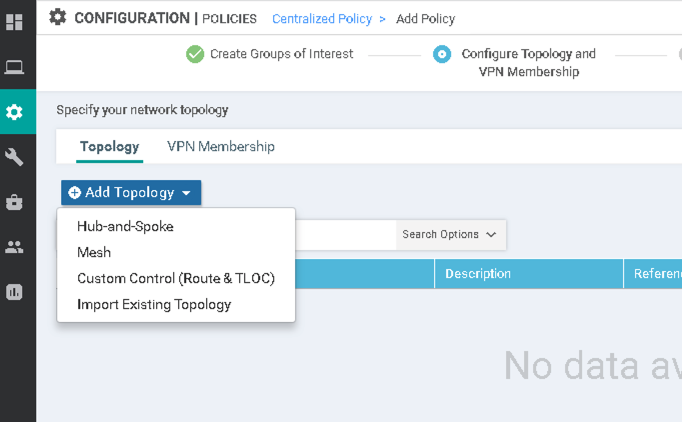 CONFIGURATION | POLICIES Centralized Policy > Add Policy
Create Groups of Interest
Configure Topology and
VPN Membership
Specify your network topology
Topology VPN Membership
Add Topology
Hub-and-Spoke
Mesh
Custom Control (Route & TLOC)
Import Existing Topology
Search Options
Description
No data